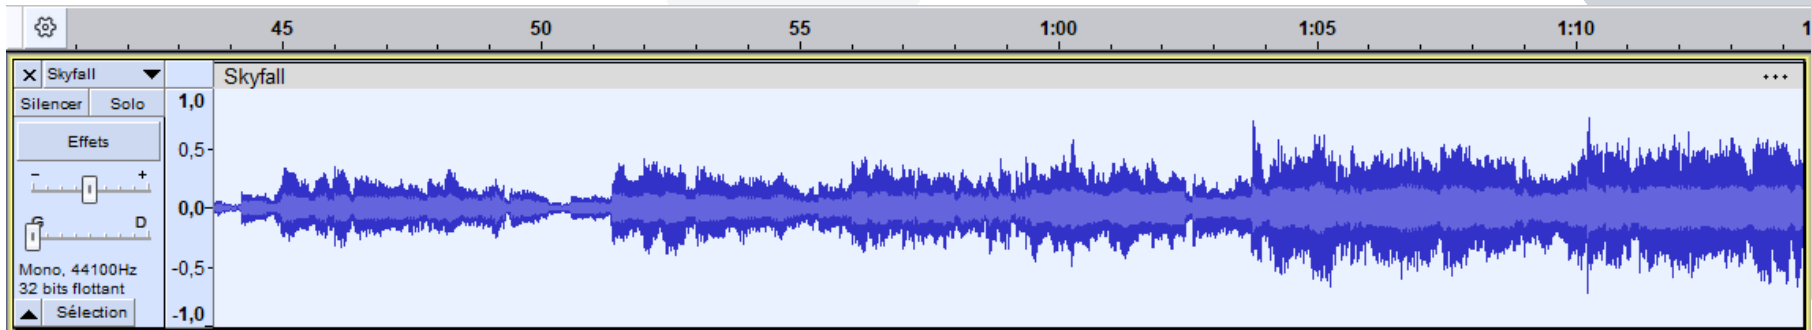 45 50 55 1:00 1:05 1:10 1
Skyfall
Skyfall
Silencer Solo
1,0
Effets
0,5
- +
0,0
G D
Mono, 44100Hz
-0,5
32 bits flottant
Sélection
-1,0